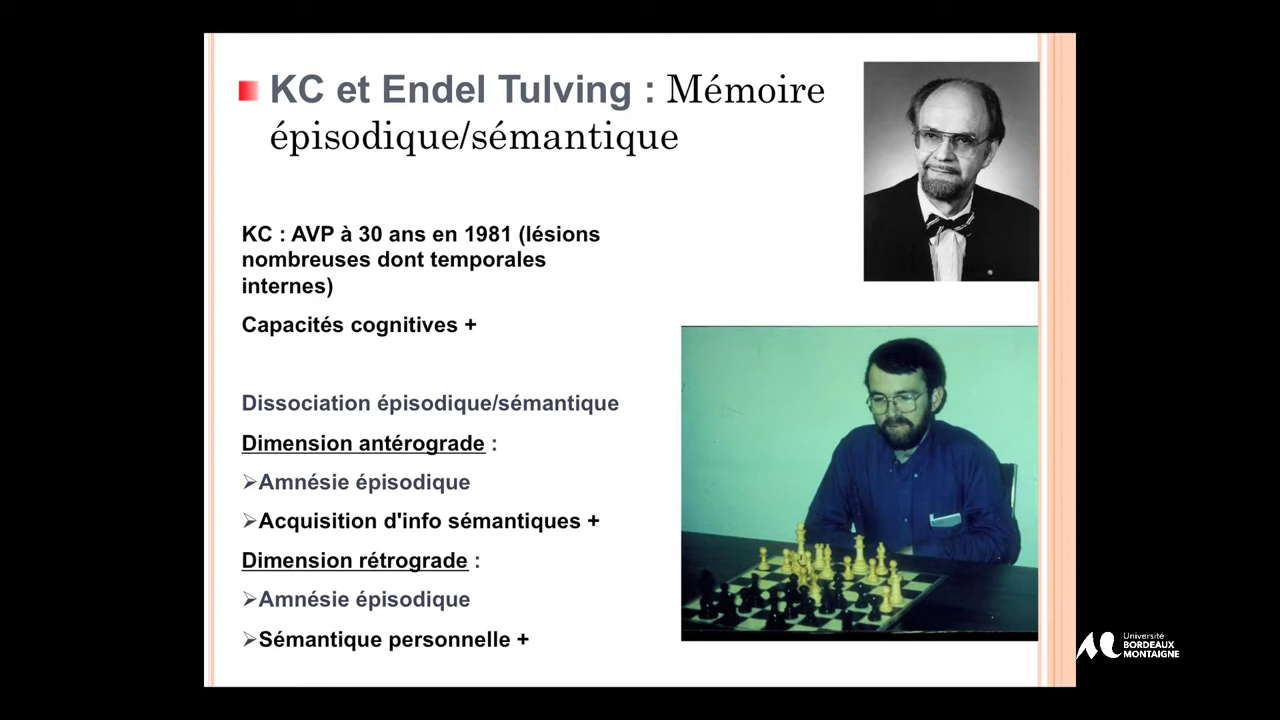 KC et Endel Tulving : Mémoire
épisodique/sémantique
KC : AVP à 30 ans en 1981 (lésions
nombreuses dont temporales
internes)
Capacités cognitives +
Dissociation épisodique/sémantique
Dimension antérograde :
➢Amnésie épisodique
➢Acquisition d'info sémantiques +
Dimension rétrograde :
➢Amnésie épisodique
➢Sémantique personnelle +
Université
BORDEAUX
MONTAIGNE